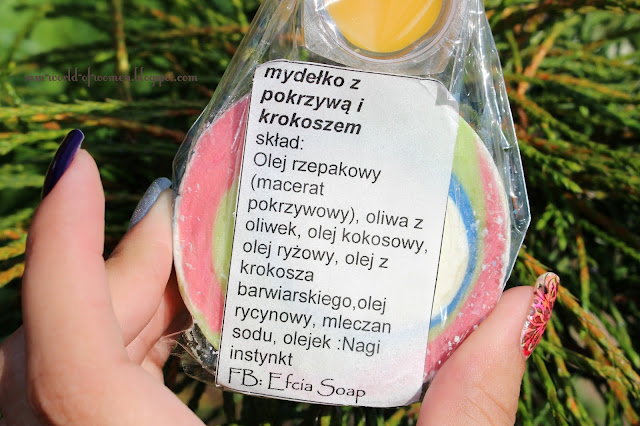 mydełko z
pokrzywą i
krokoszem
skład:
Olej rzepakowy
(macerat
pokrzywowy), oliwa z
oliwek, olej kokosowy,
olej ryżowy, olej z
krokosza
barwiarskiego,olej
rycynowy, mleczan
sodu, olejek :Nagi
instynkt
FB: Efcia Soap